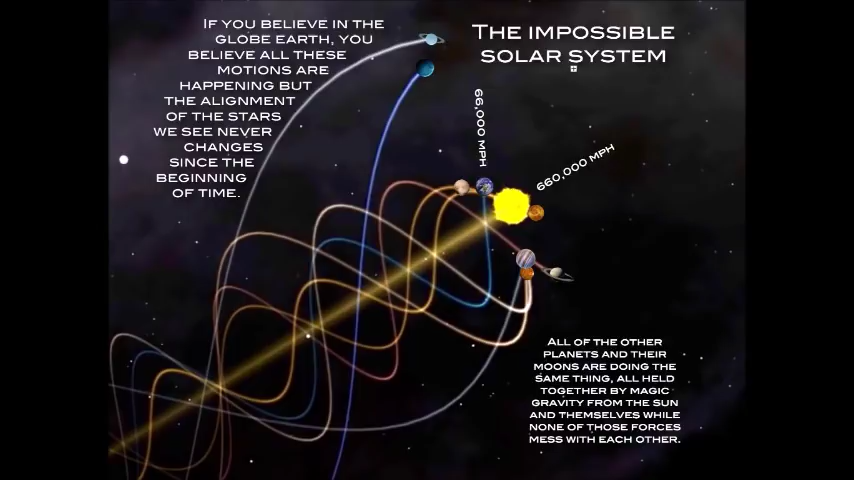 If you believe in the
globe earth, you
believe all these
motions are
happening but
the alignment
of the stars
we see never
changes
since the
beginning
of time.
The impossible
solar system
66,000 mph
660,000 mph
All of the other
planets and their
moons are doing the
same thing, all held
together by magic
gravity from the sun
and themselves while
none of those forces
mess with each other.